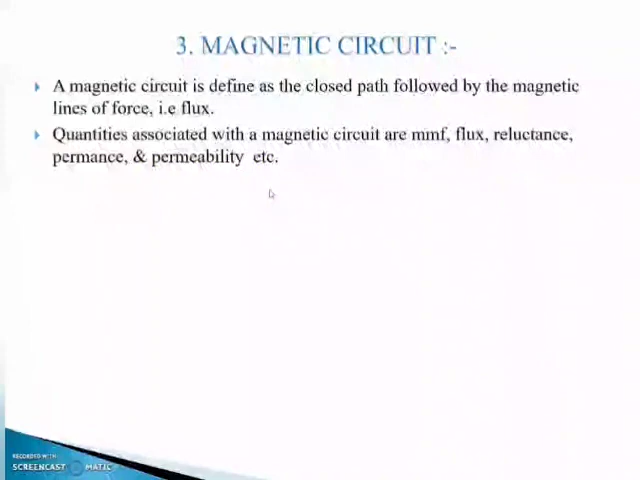 3. MAGNETIC CIRCUIT :-
A magnetic circuit is define as the closed path followed by the magnetic
lines of force, i.e flux.
Quantities associated with a magnetic circuit are mmf, flux, reluctance,
permance, & permeability etc.
RECORDED WITH
SCREENCAST MATIC